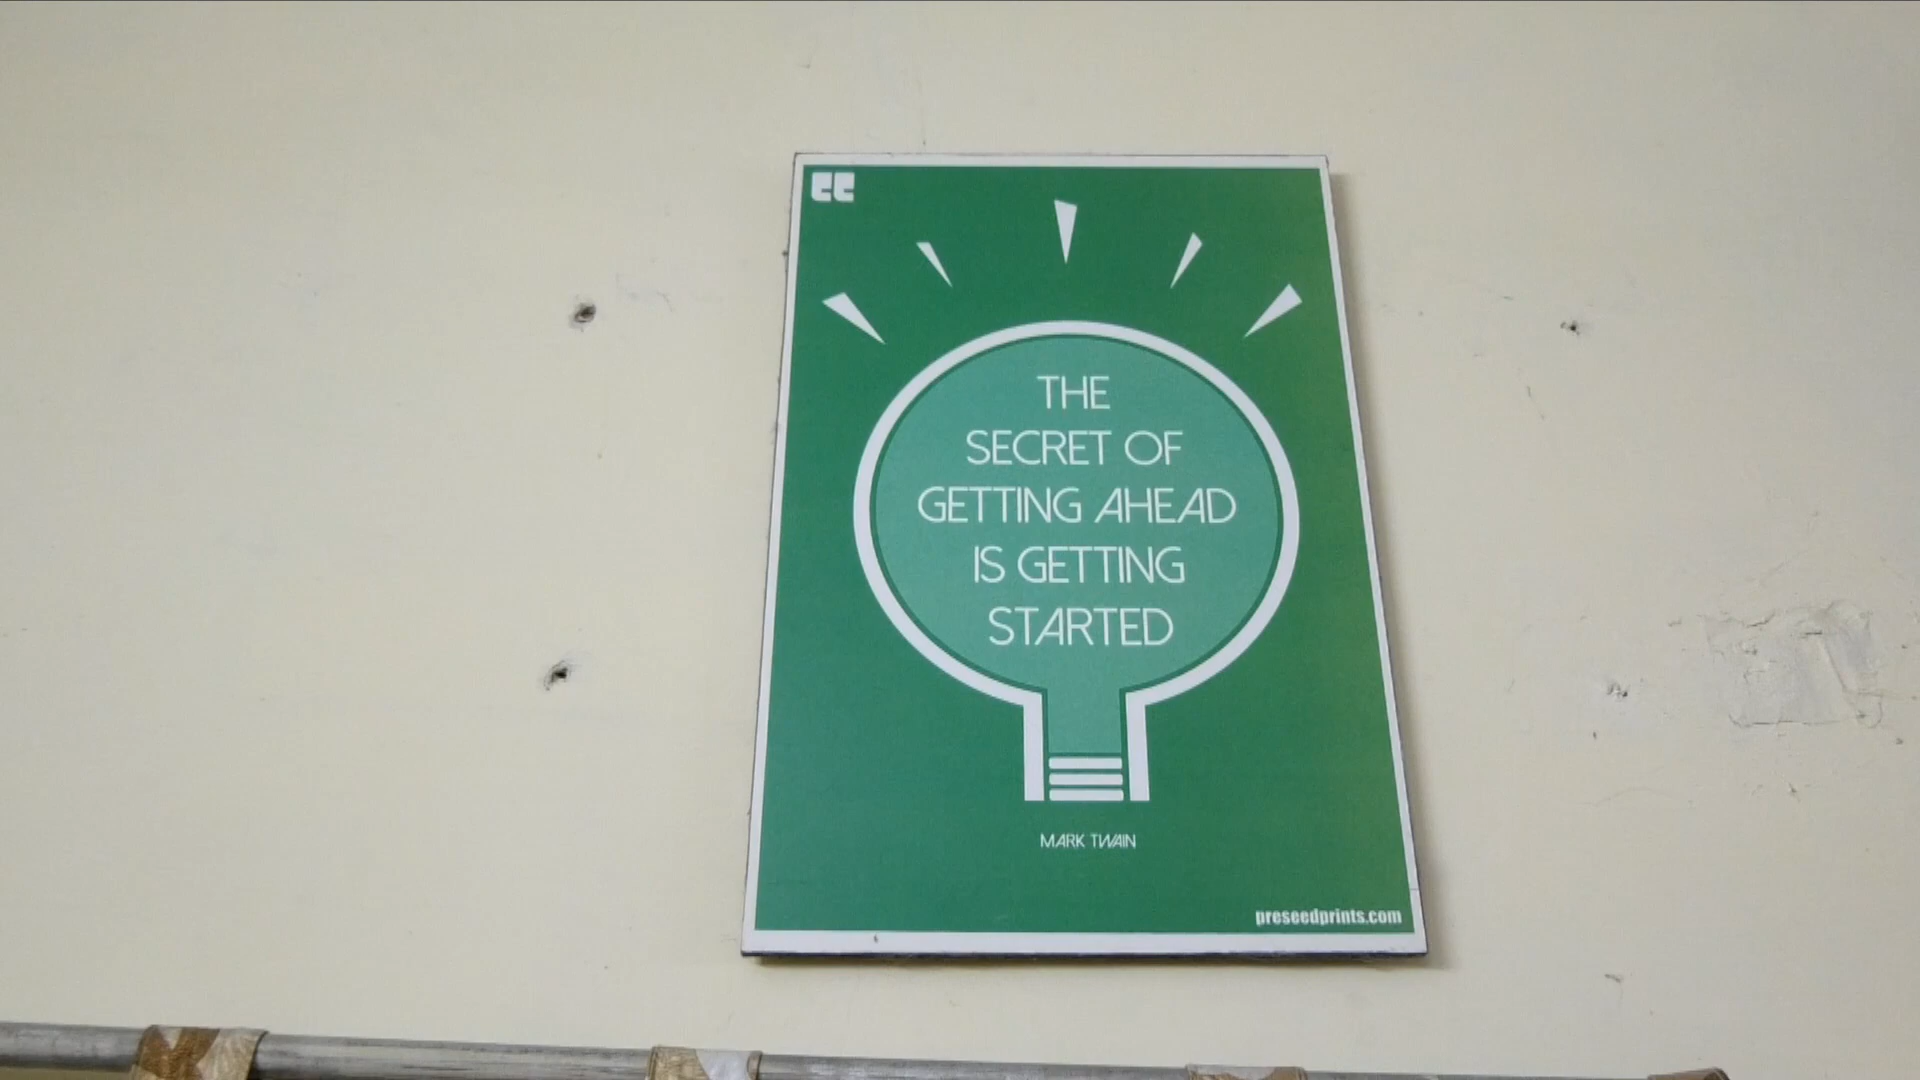 THE
SECRET OF
GETTING AHEAD
IS GETTING
STARTED
MARK TWAIN
preseedprints.com